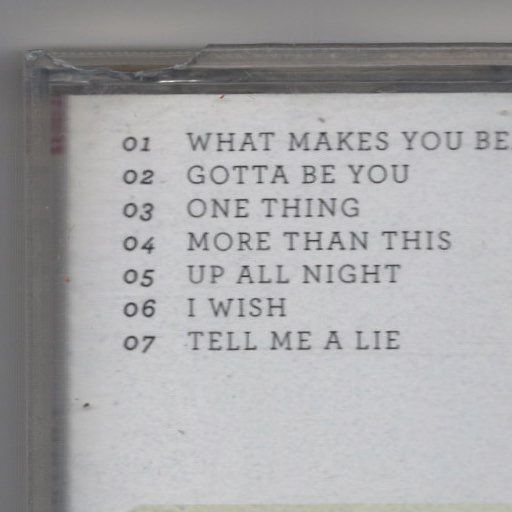 01 WHAT MAKES YOU BE
02 GOTTA BE YOU
03 ONE THING
04 MORE THAN THIS
05 UP ALL NIGHT
06 I WISH
07 TELL ME A LIE